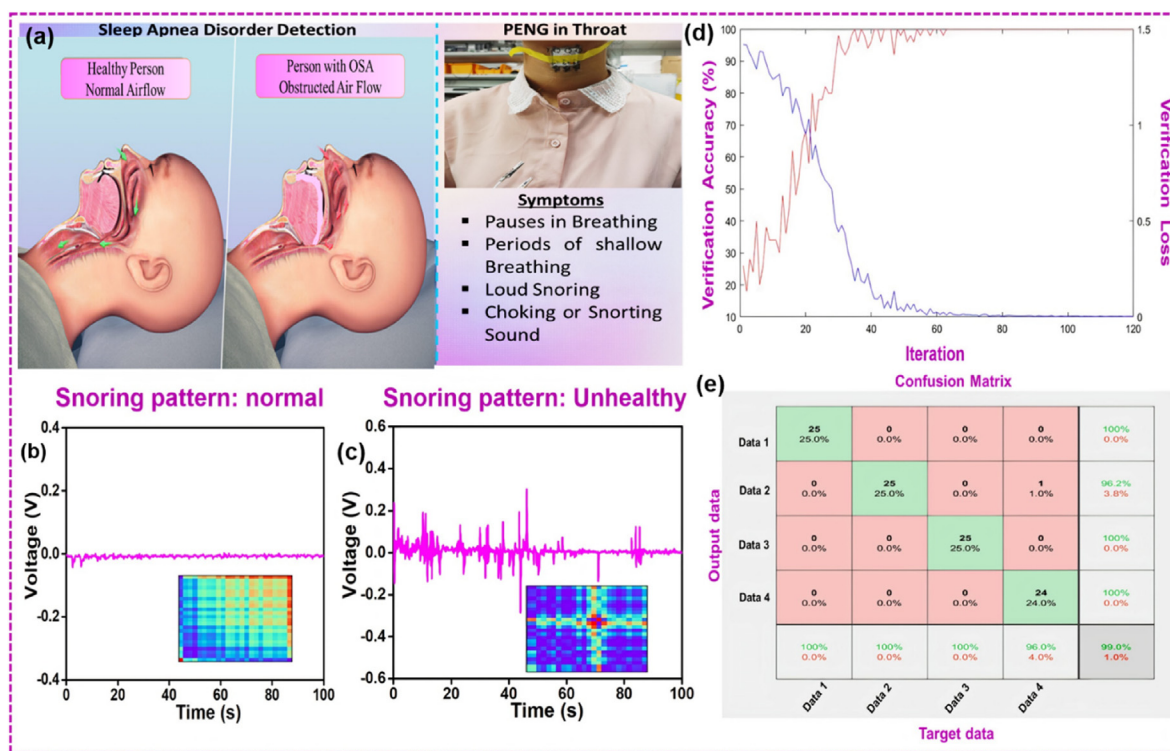 (a)
Sleep Apnea Disorder Detection
Healthy Person
Normal Airflow
Person with OSA
Obstructed Air Flow
PENG in Throat
Symptoms
▪ Pauses in Breathing
▪ Periods of shallow
Breathing
▪ Loud Snoring
▪ Choking or Snorting
Sound
(d)
Verification Accuracy (%)
100
90
80
70
60
50
40
30
20
10
0
20
40
60
80
100
120
Iteration
1.5
1
0.5
0
Verification Loss
Snoring pattern: normal
(b)
Voltage (V)
0.4
0.2
0.0
-0.2
-0.4
0
20
40
60
80
100
Time (s)
Snoring pattern: Unhealthy
(c)
Voltage (V)
0.6
0.4
0.2
0.0
-0.2
-0.4
-0.6
0
20
40
60
80
100
Time (s)
(e)
Confusion Matrix
Output data
Data 1
25 0 0 0 100%
25.0% 0.0% 0.0% 0.0% 0.0%
Data 2
0 25 0 1 96.2%
0.0% 25.0% 0.0% 1.0% 3.8%
Data 3
0 0 25 0 100%
0.0% 0.0% 25.0% 0.0% 0.0%
Data 4
0 0 0 24 100%
0.0% 0.0% 0.0% 24.0% 0.0%
100% 100% 100% 96.0% 99.0%
0.0% 0.0% 0.0% 4.0% 1.0%
Data 1
Data 2
Data 3
Data 4
Target data